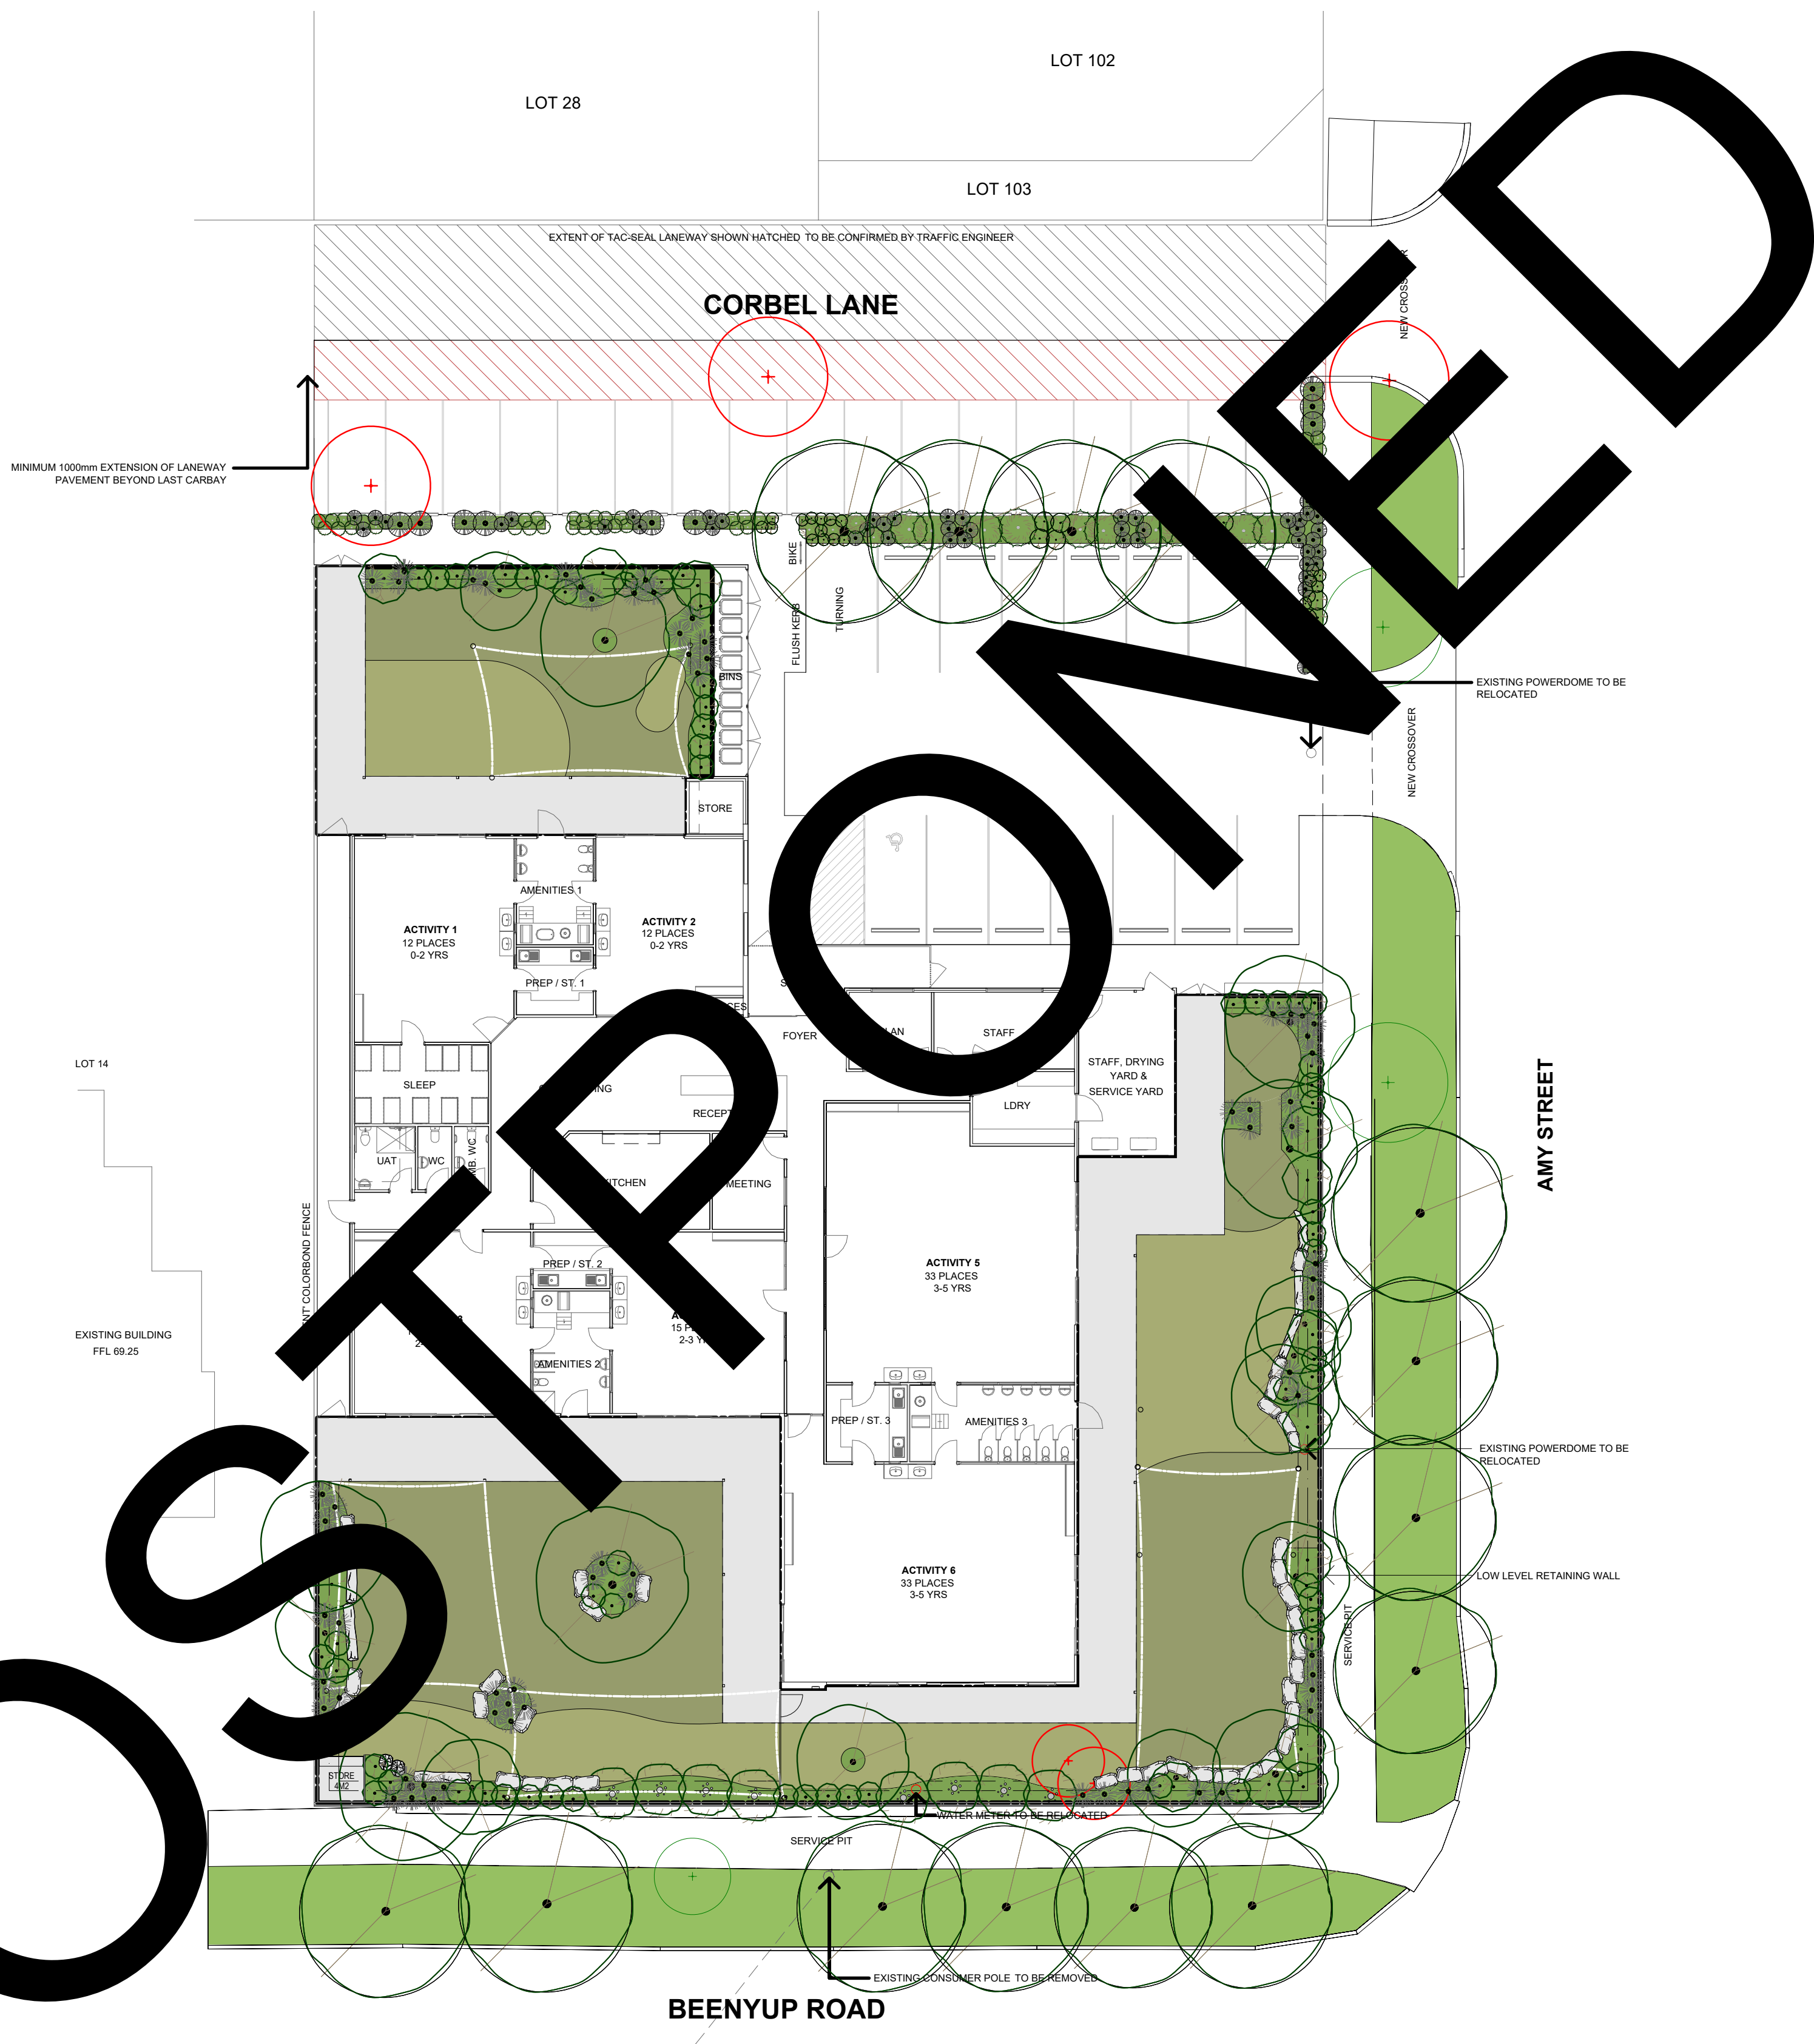 LOT 102
LOT 28
LOT 103
EXTENT OF TAC-SEAL LANEWAY SHOWN HATCHED TO BE CONFIRMED BY TRAFFIC ENGINEER
CORBEL LANE
MINIMUM 1000mm EXTENSION OF LANEWAY
PAVEMENT BEYOND LAST CARBAY
BIKE
FLUSH KERB
TURNING
BINS
EXISTING POWERDOME TO BE
RELOCATED
NEW CROSSOVER
STORE
AMENITIES 1
ACTIVITY 1
12 PLACES
0-2 YRS
ACTIVITY 2
12 PLACES
0-2 YRS
PREP / ST. 1
FOYER
STAFF
STAFF, DRYING
YARD &
SERVICE YARD
LDRY
LOT 14
SLEEP
UAT
WC
MEETING
AMY STREET
COLORBOND FENCE
PREP / ST. 2
AMENITIES 2
ACTIVITY 5
33 PLACES
3-5 YRS
EXISTING BUILDING
FFL 69.25
PREP / ST. 3
AMENITIES 3
EXISTING POWERDOME TO BE
RELOCATED
ACTIVITY 6
33 PLACES
3-5 YRS
LOW LEVEL RETAINING WALL
SERVICE PIT
STORE
4M2
WATER METER TO BE RELOCATED
SERVICE PIT
EXISTING CONSUMER POLE TO BE REMOVED
BEENYUP ROAD
OSTPONED